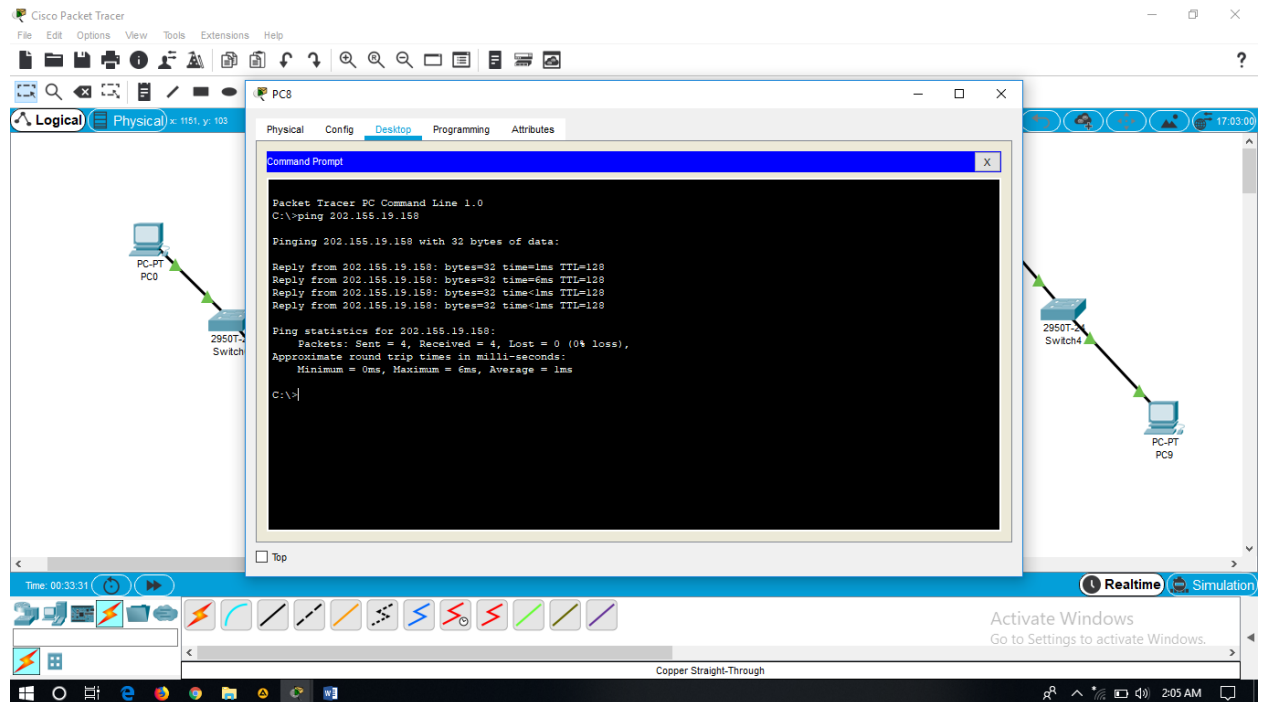 Cisco Packet Tracer
File Edit Options View Tools Extensions Help
?
PC8
Logical Physical x: 1151, y: 103
17:03:00
Physical Config Desktop Programming Attributes
Command Prompt
X
Packet Tracer PC Command Line 1.0
C:\>ping 202.155.19.158
Pinging 202.155.19.158 with 32 bytes of data:
Reply from 202.155.19.158: bytes=32 time=1ms TTL=128
Reply from 202.155.19.158: bytes=32 time=6ms TTL=128
Reply from 202.155.19.158: bytes=32 time<1ms TTL=128
Reply from 202.155.19.158: bytes=32 time<1ms TTL=128
Ping statistics for 202.155.19.158:
Packets: Sent = 4, Received = 4, Lost = 0 (0% loss),
Approximate round trip times in milli-seconds:
Minimum = 0ms, Maximum = 6ms, Average = 1ms
C:\>
PC-PT
PC0
2950T-2
Switch
2950T-24
Switch4
PC-PT
PC9
Top
Time: 00:33:31
Realtime Simulation
Activate Windows
Go to Settings to activate Windows.
Copper Straight-Through
2:05 AM